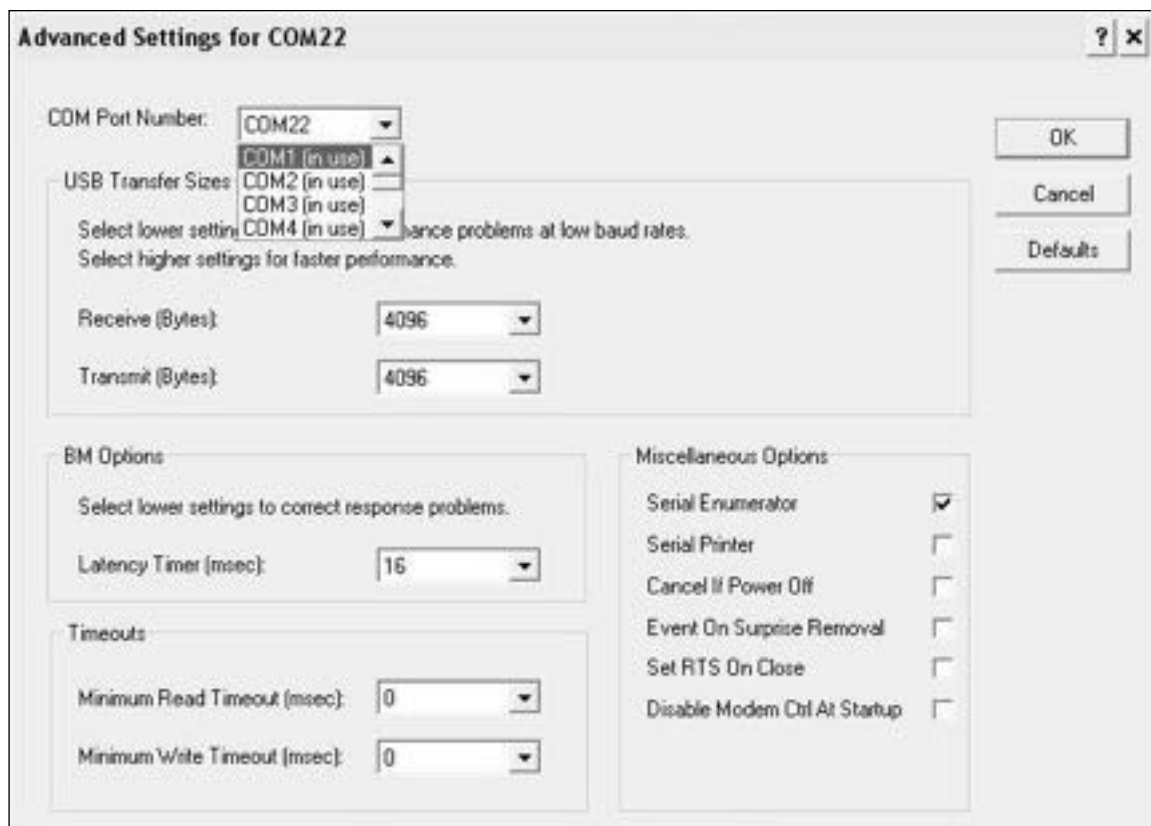 Advanced Settings for COM22
?
COM Port Number: COM22
OK
COM1 (in use)
USB Transfer Sizes COM2 (in use)
Cancel
COM3 (in use)
Select lower COM4 (in use) problems at low baud rates.
Select higher settings for faster performance.
Defaults
Receive (Bytes): 4096
Transmit (Bytes): 4096
BM Options
Select lower settings to correct response problems.
Latency Timer (msec): 16
Timeouts
Minimum Read Timeout (msec): 0
Minimum Write Timeout (msec): 0
Miscellaneous Options
Serial Enumerator
Serial Printer
Cancel If Power Off
Event On Surprise Removal
Set RTS On Close
Disable Modem Ctrl At Startup